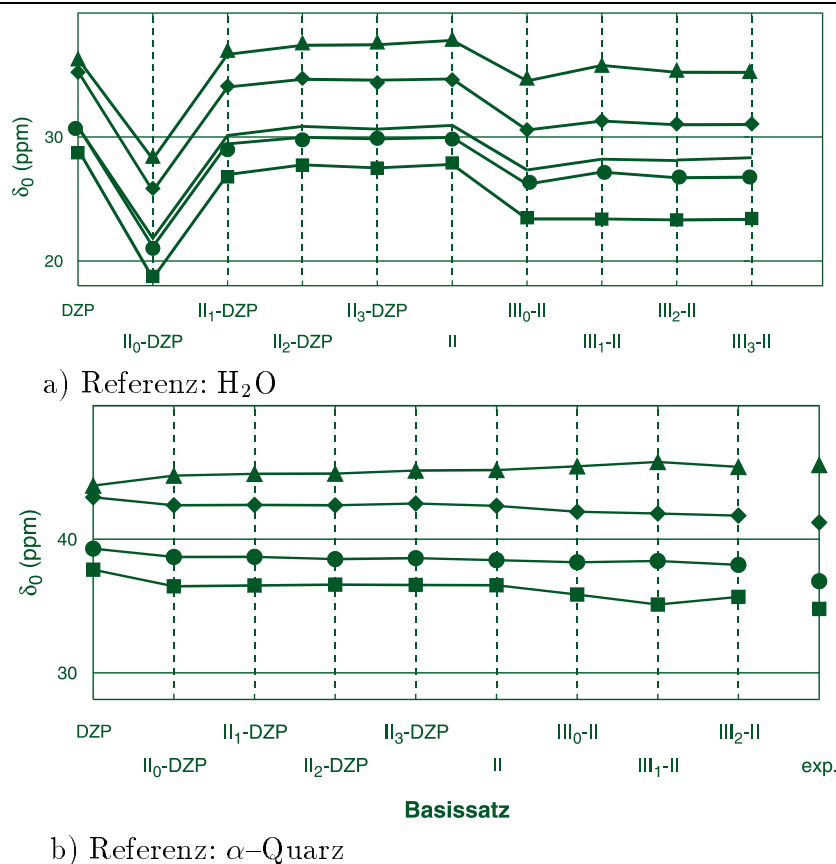 30
20
δ₀ (ppm)
DZP II₁-DZP II₃-DZP III₀-II III₂-II
II₀-DZP II₂-DZP II III₁-II III₃-II
a) Referenz: H₂O
40
30
δ₀ (ppm)
DZP II₁-DZP II₃-DZP III₀-II III₂-II
II₀-DZP II₂-DZP II III₁-II exp.
Basissatz
b) Referenz: α–Quarz